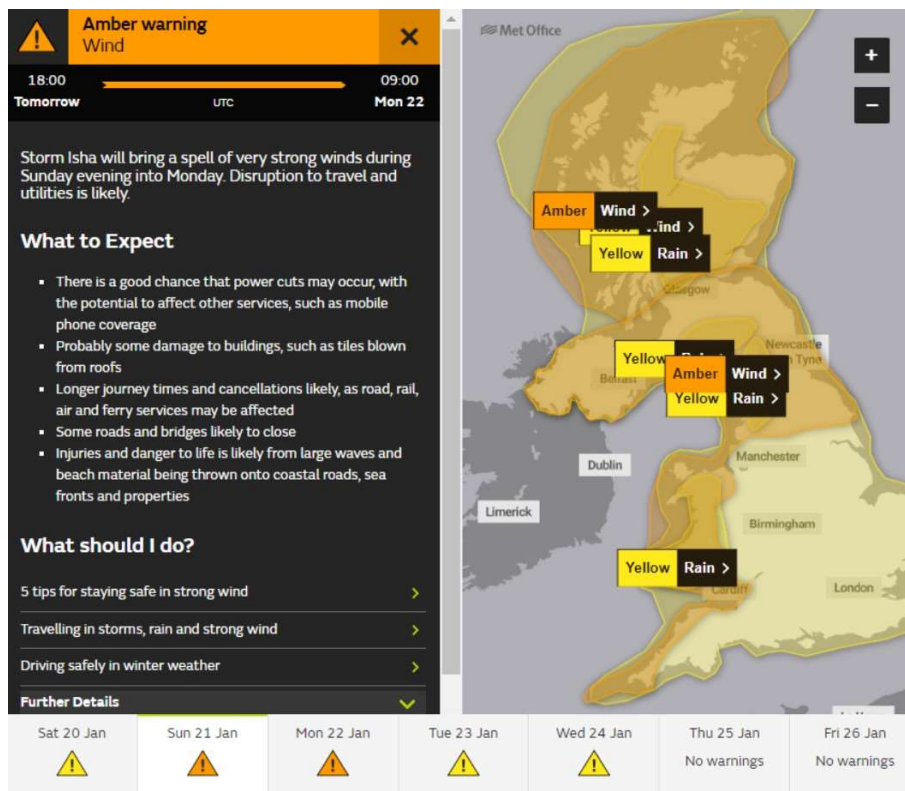 Amber warning
Wind
18:00
09:00
Tomorrow
UTC
Mon 22
Storm Isha will bring a spell of very strong winds during
Sunday evening into Monday. Disruption to travel and
utilities is likely.
What to Expect
There is a good chance that power cuts may occur, with
the potential to affect other services, such as mobile
phone coverage
Probably some damage to buildings, such as tiles blown
from roofs
Longer journey times and cancellations likely, as road, rail,
air and ferry services may be affected
Some roads and bridges likely to close
Injuries and danger to life is likely from large waves and
beach material being thrown onto coastal roads, sea
fronts and properties
What should I do?
5 tips for staying safe in strong wind
Travelling in storms, rain and strong wind
Driving safely in winter weather
Further Details
Met Office
+
−
Amber Wind >
Wind >
Yellow Rain >
Glasgow
Newcastle
Tyne
Yellow
Belfast
Amber Wind >
Yellow Rain >
Manchester
Dublin
Limerick
Birmingham
Yellow Rain >
Cardiff
London
Sat 20 Jan
Sun 21 Jan
Mon 22 Jan
Tue 23 Jan
Wed 24 Jan
Thu 25 Jan
No warnings
Fri 26 Jan
No warnings